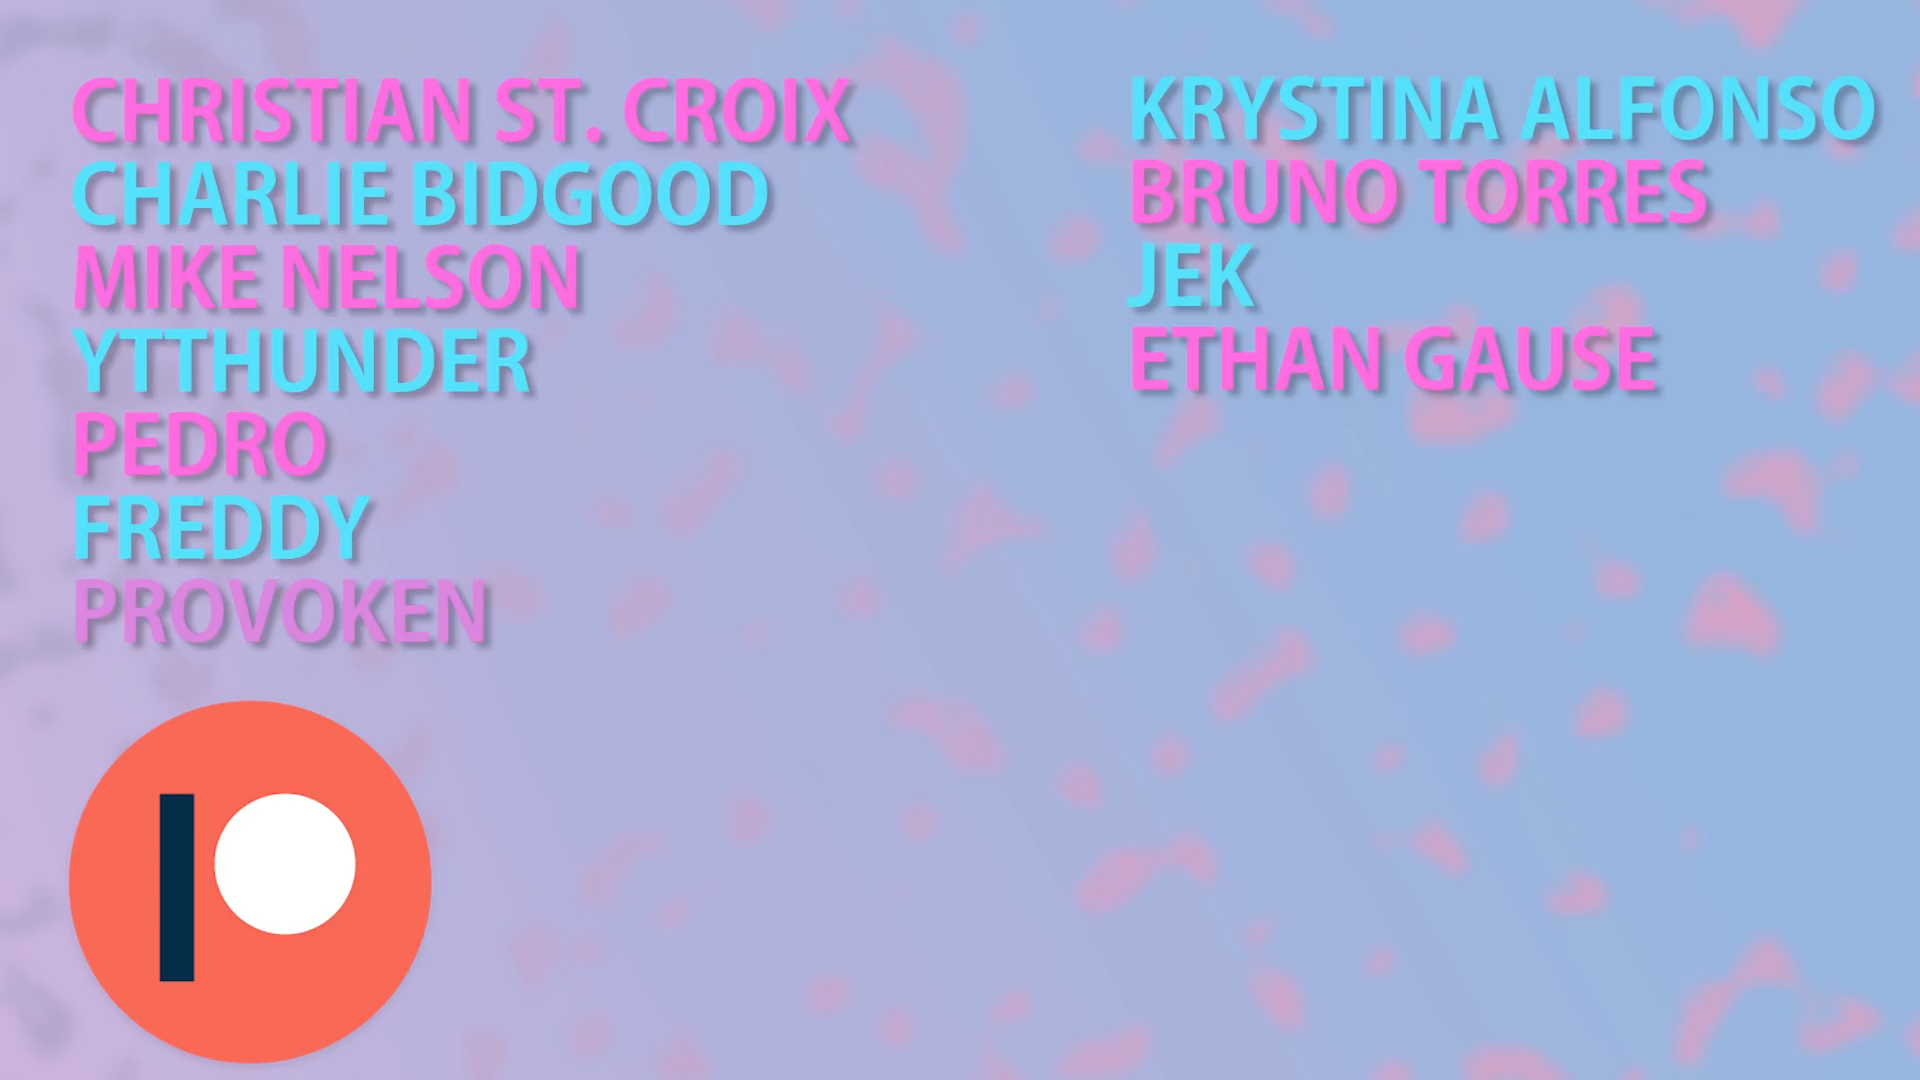 CHRISTIAN ST. CROIX
CHARLIE BIDGOOD
MIKE NELSON
YTTHUNDER
PEDRO
FREDDY
PROVOKEN
KRYSTINA ALFONSO
BRUNO TORRES
JEK
ETHAN GAUSE